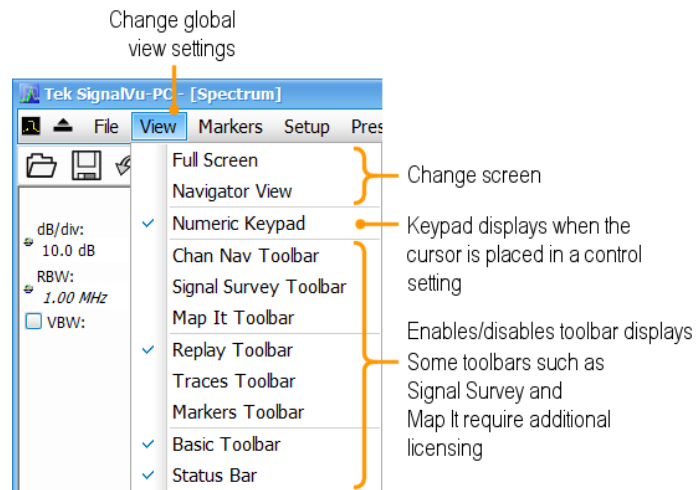 Change global
view settings
Tek SignalVu-PC - [Spectrum]
File View Markers Setup Pres
Full Screen
Navigator View
Change screen
dB/div:
10.0 dB
Numeric Keypad
Keypad displays when the
cursor is placed in a control
setting
RBW:
1.00 MHz
VBW:
Chan Nav Toolbar
Signal Survey Toolbar
Map It Toolbar
Replay Toolbar
Traces Toolbar
Markers Toolbar
Basic Toolbar
Status Bar
Enables/disables toolbar displays
Some toolbars such as
Signal Survey and
Map It require additional
licensing